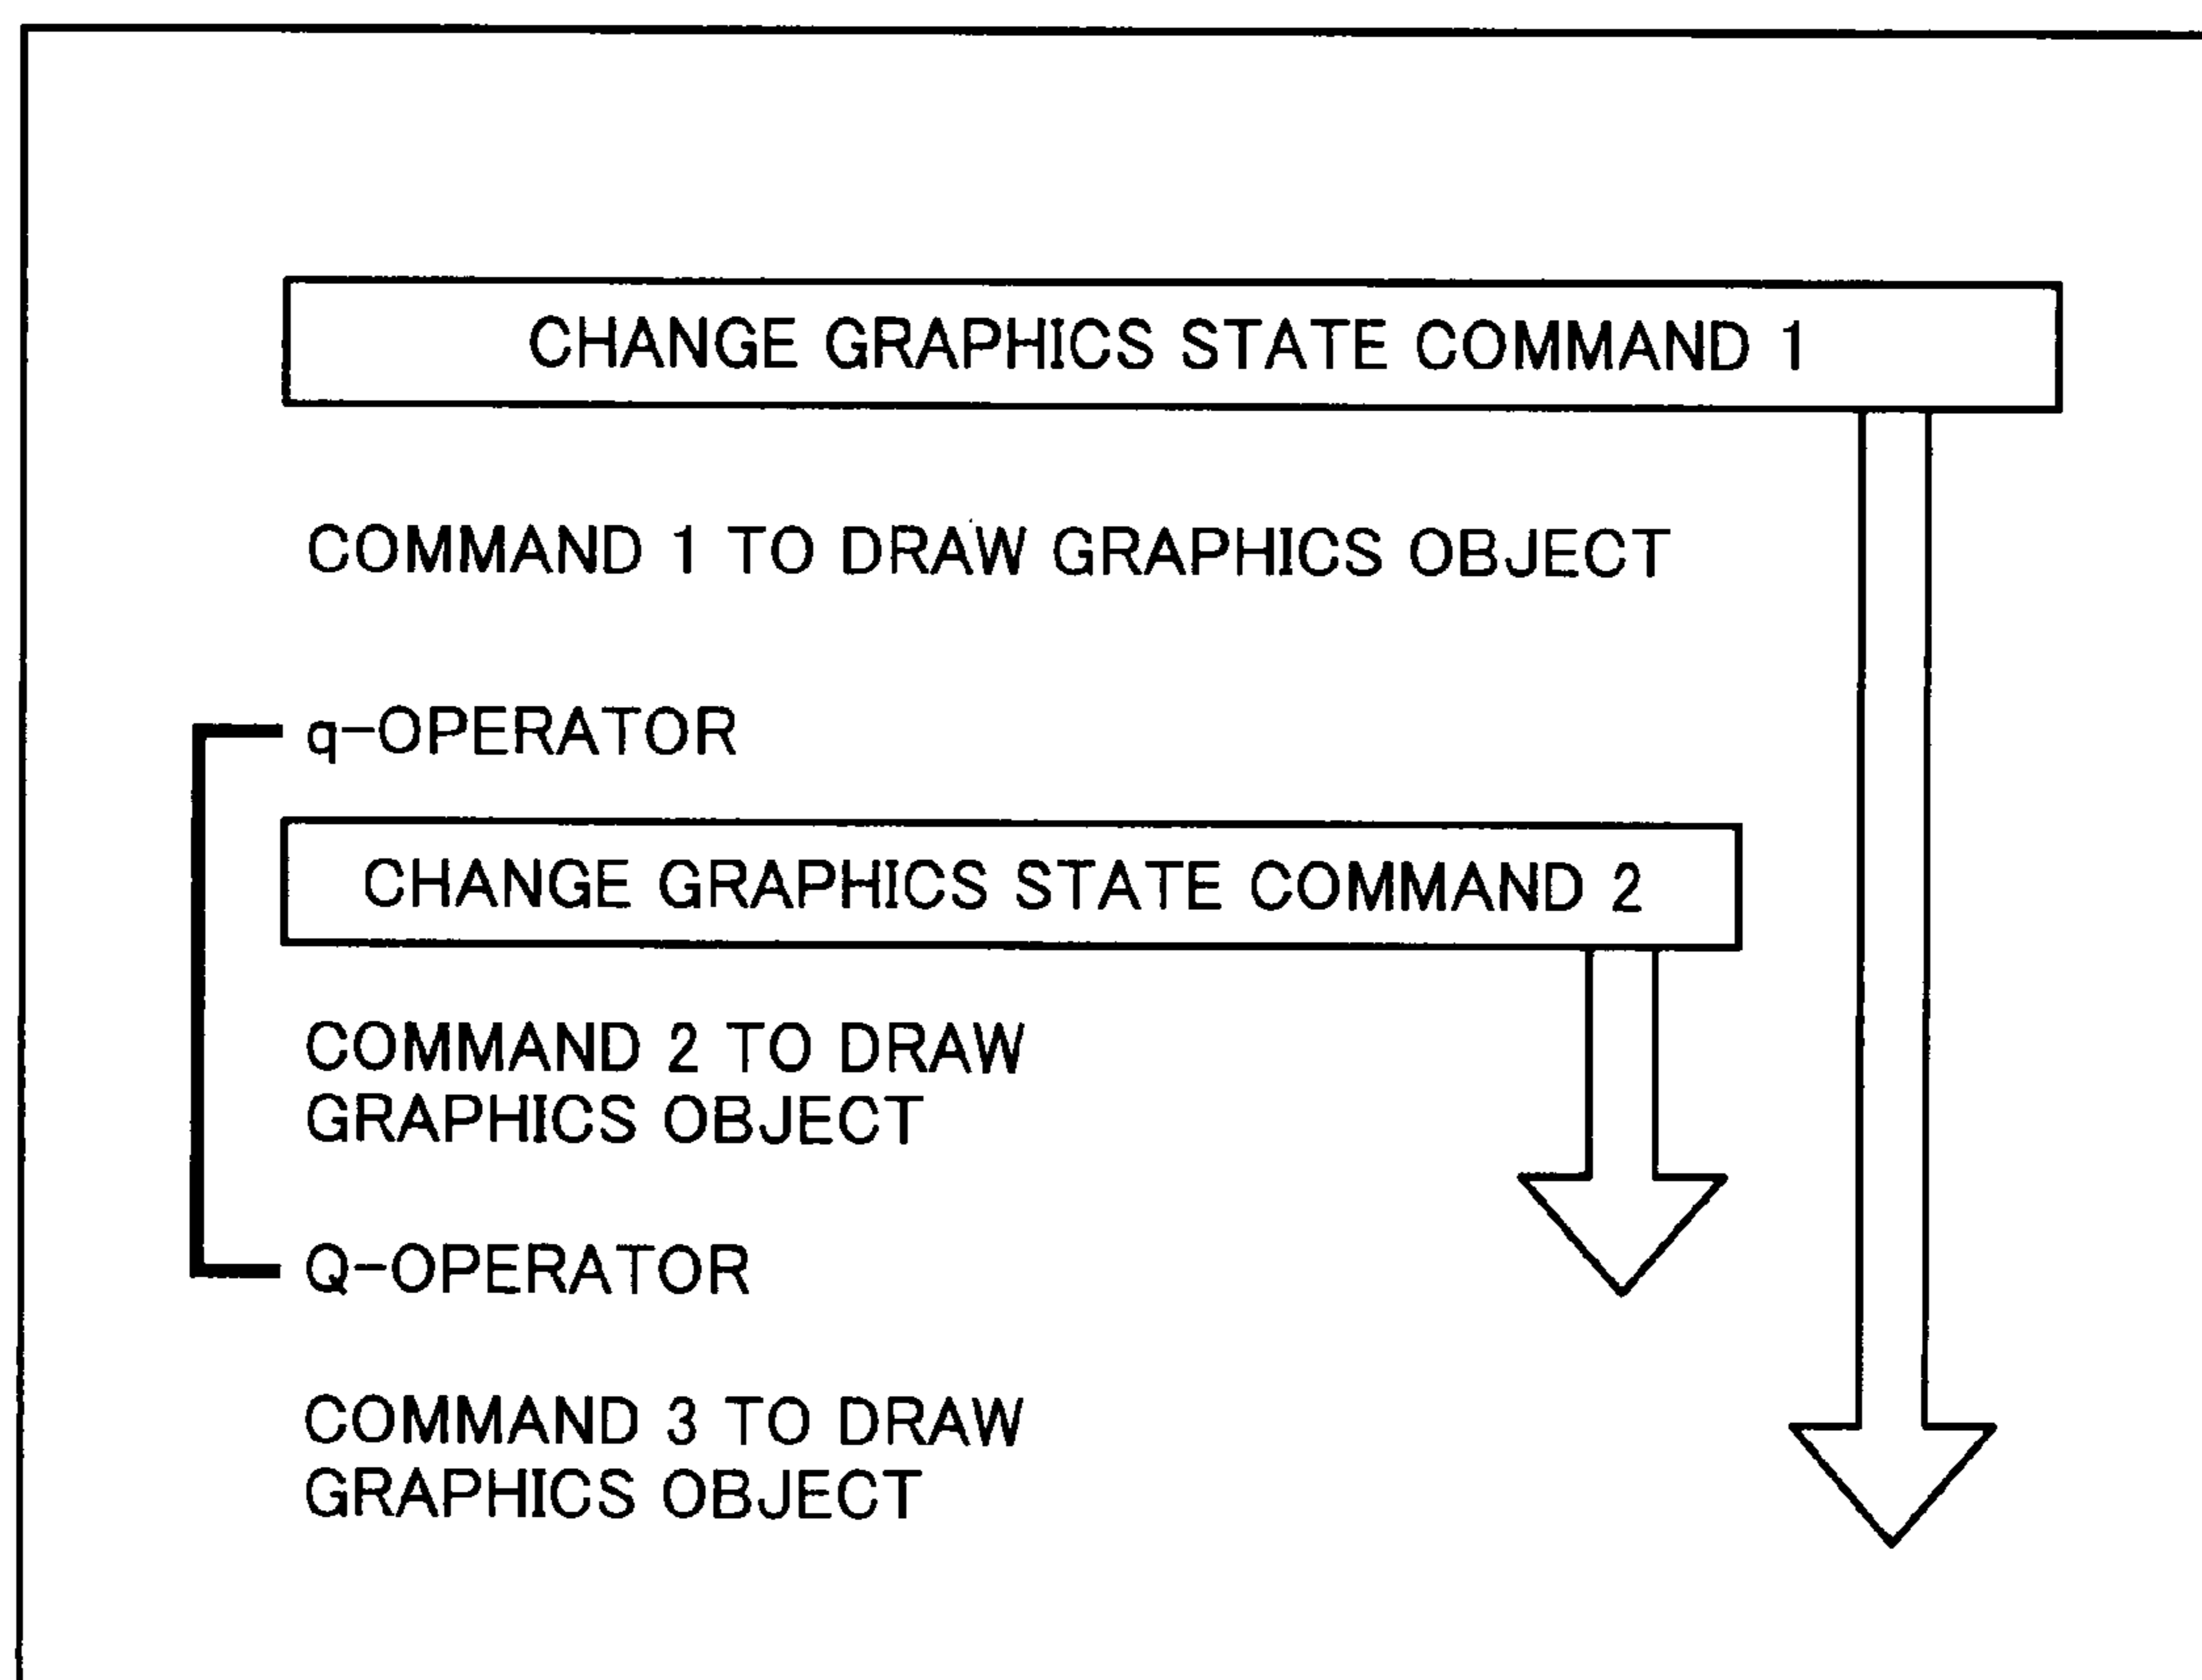 CHANGE GRAPHICS STATE COMMAND 1
COMMAND 1 TO DRAW GRAPHICS OBJECT
q-OPERATOR
CHANGE GRAPHICS STATE COMMAND 2
COMMAND 2 TO DRAW
GRAPHICS OBJECT
Q-OPERATOR
COMMAND 3 TO DRAW
GRAPHICS OBJECT